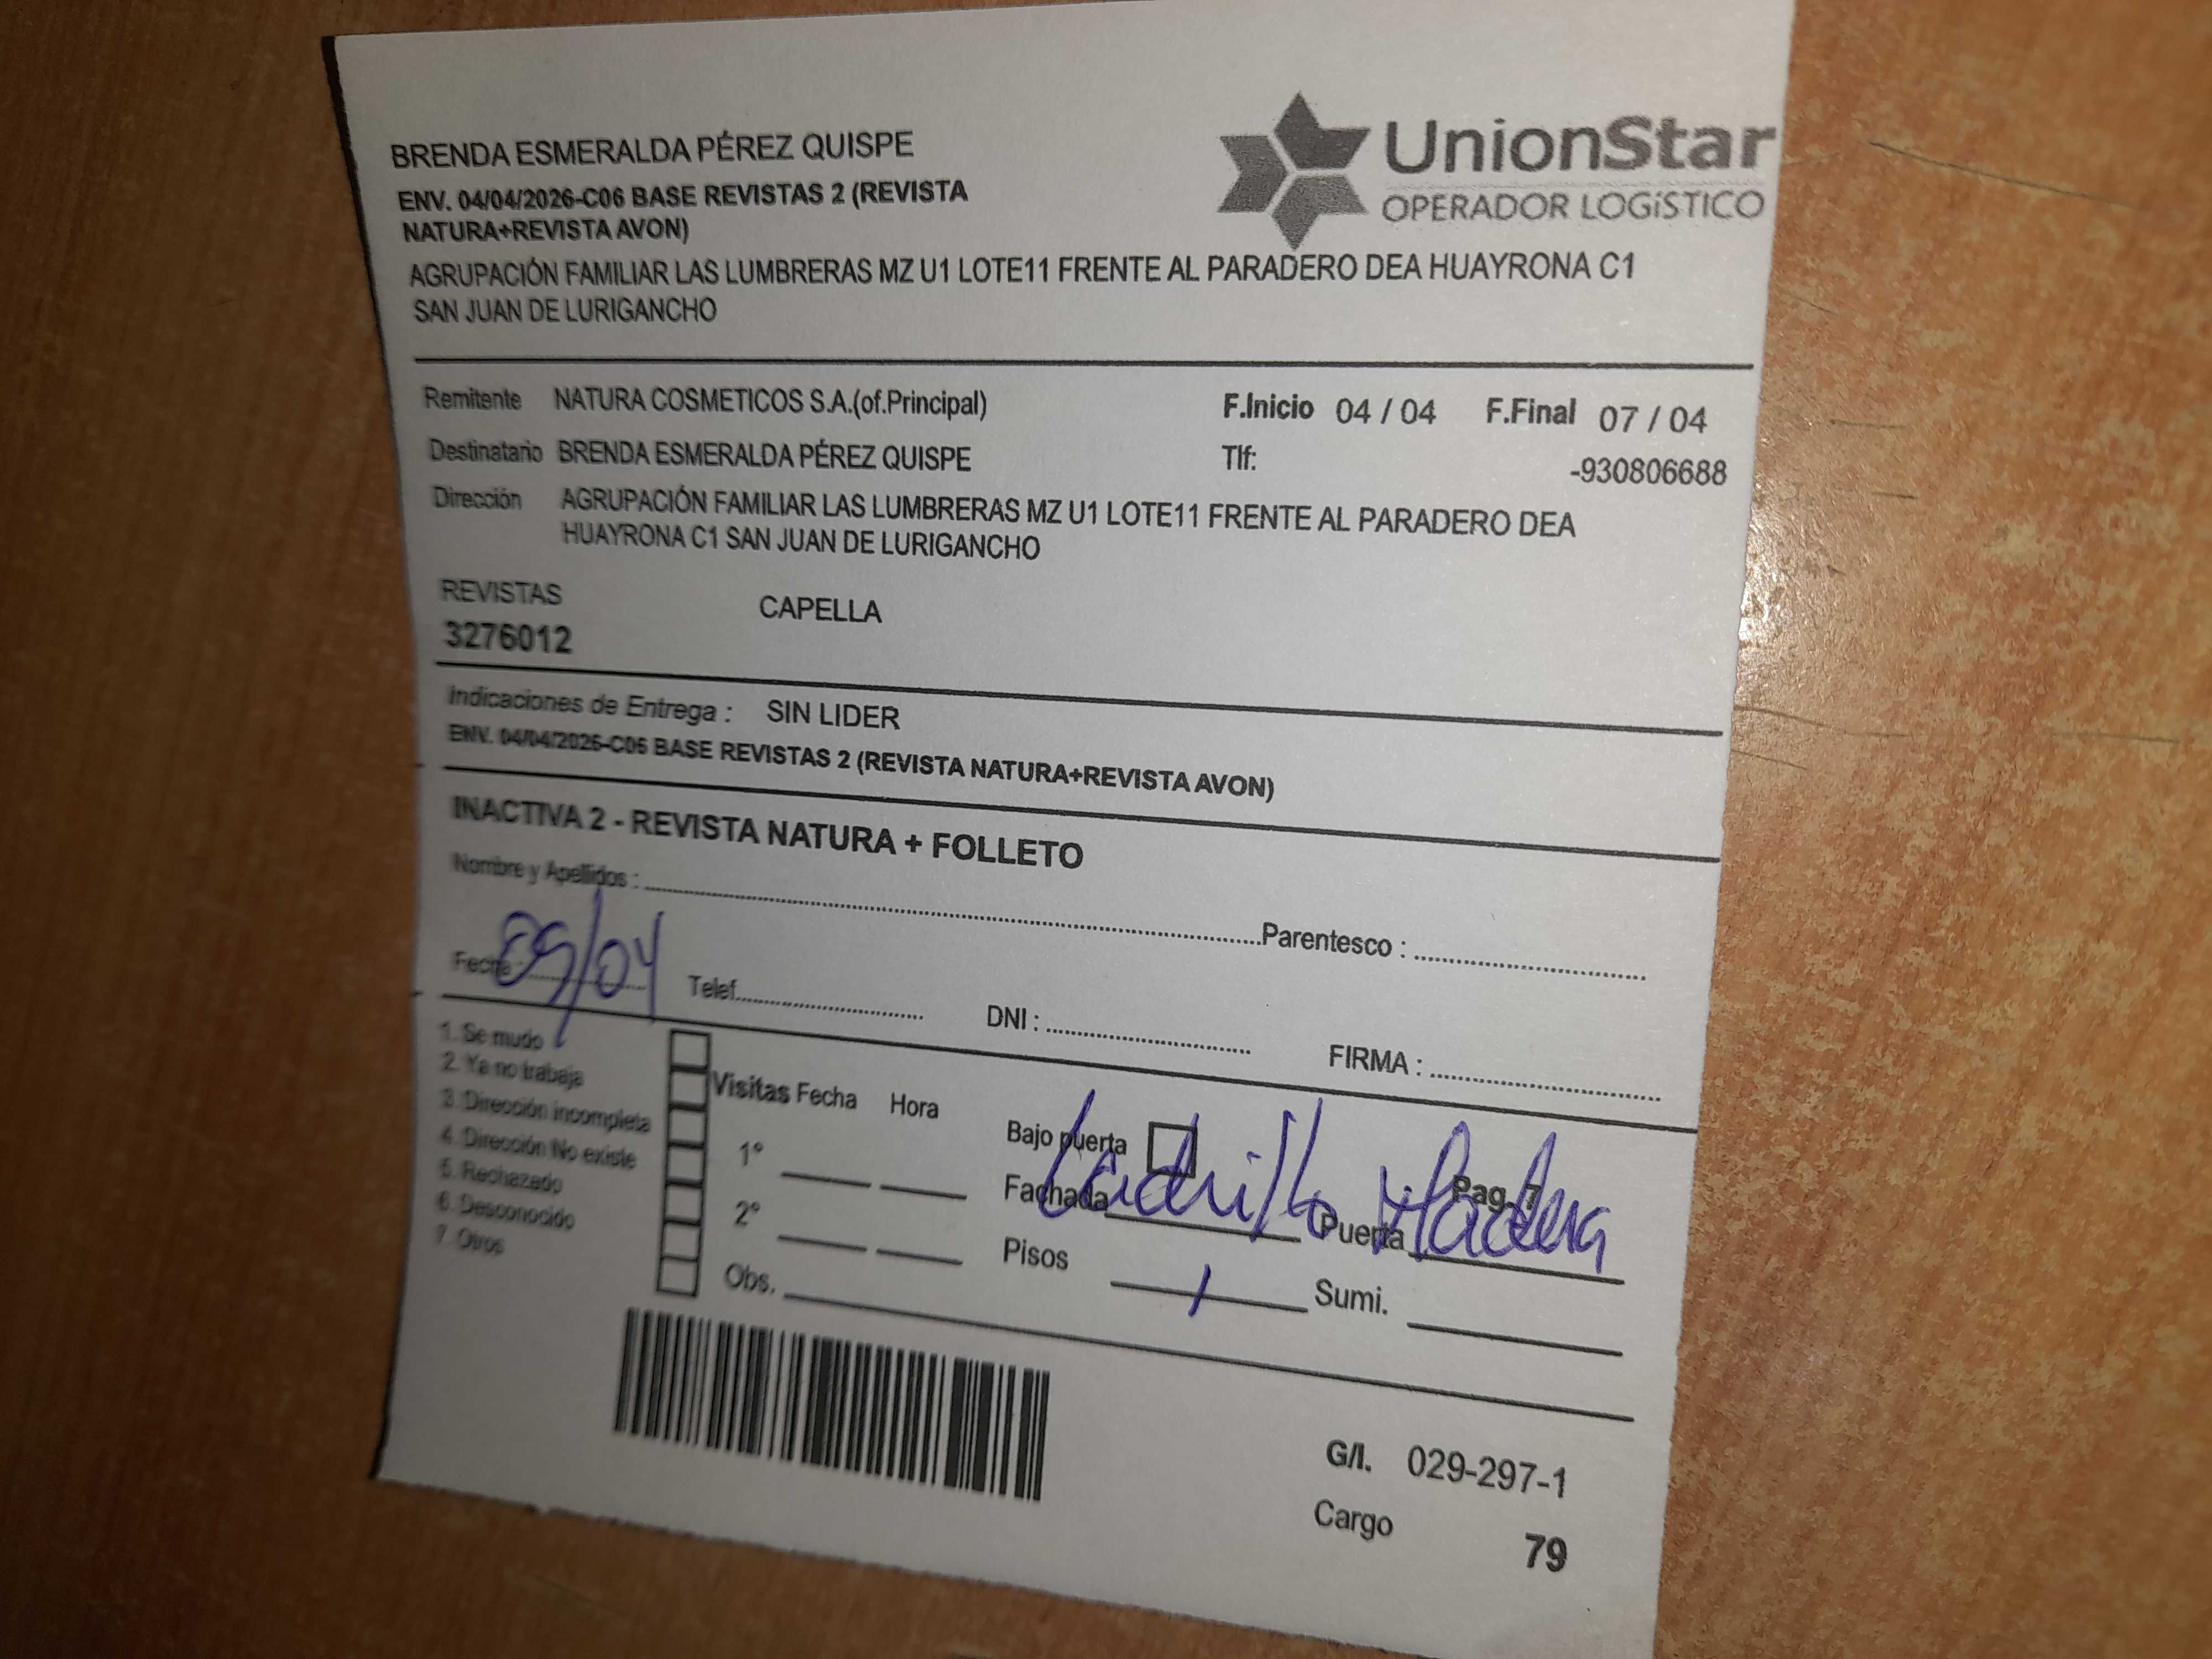 BRENDA ESMERALDA PÉREZ QUISPE
UnionStar
OPERADOR LOGíSTICO
ENV. 04/04/2026-C06 BASE REVISTAS 2 (REVISTA
NATURA+REVISTA AVON)
AGRUPACIÓN FAMILIAR LAS LUMBRERAS MZ U1 LOTE11 FRENTE AL PARADERO DEA HUAYRONA C1
SAN JUAN DE LURIGANCHO
Remitente NATURA COSMETICOS S.A.(of.Principal) F.Inicio 04 / 04 F.Final 07 / 04
Destinatario BRENDA ESMERALDA PÉREZ QUISPE Tlf: -930806688
Dirección AGRUPACIÓN FAMILIAR LAS LUMBRERAS MZ U1 LOTE11 FRENTE AL PARADERO DEA
HUAYRONA C1 SAN JUAN DE LURIGANCHO
REVISTAS CAPELLA
3276012
Indicaciones de Entrega : SIN LIDER
ENV. 04/04/2026-C06 BASE REVISTAS 2 (REVISTA NATURA+REVISTA AVON)
INACTIVA 2 - REVISTA NATURA + FOLLETO
Nombre y Apellidos : Parentesco :
Fecha : 09/04 Telef. DNI : FIRMA :
1. Se mudo
2. Ya no trabaja
3. Dirección incompleta
4. Dirección No existe
5. Rechazado
6. Desconocido
7. Otros
Visitas Fecha Hora
1°
2°
Obs.
Bajo puerta
Pag. 7
Fachada Ladrillo Puerta Madera
Pisos 1 Sumi.
G/I. 029-297-1
Cargo 79